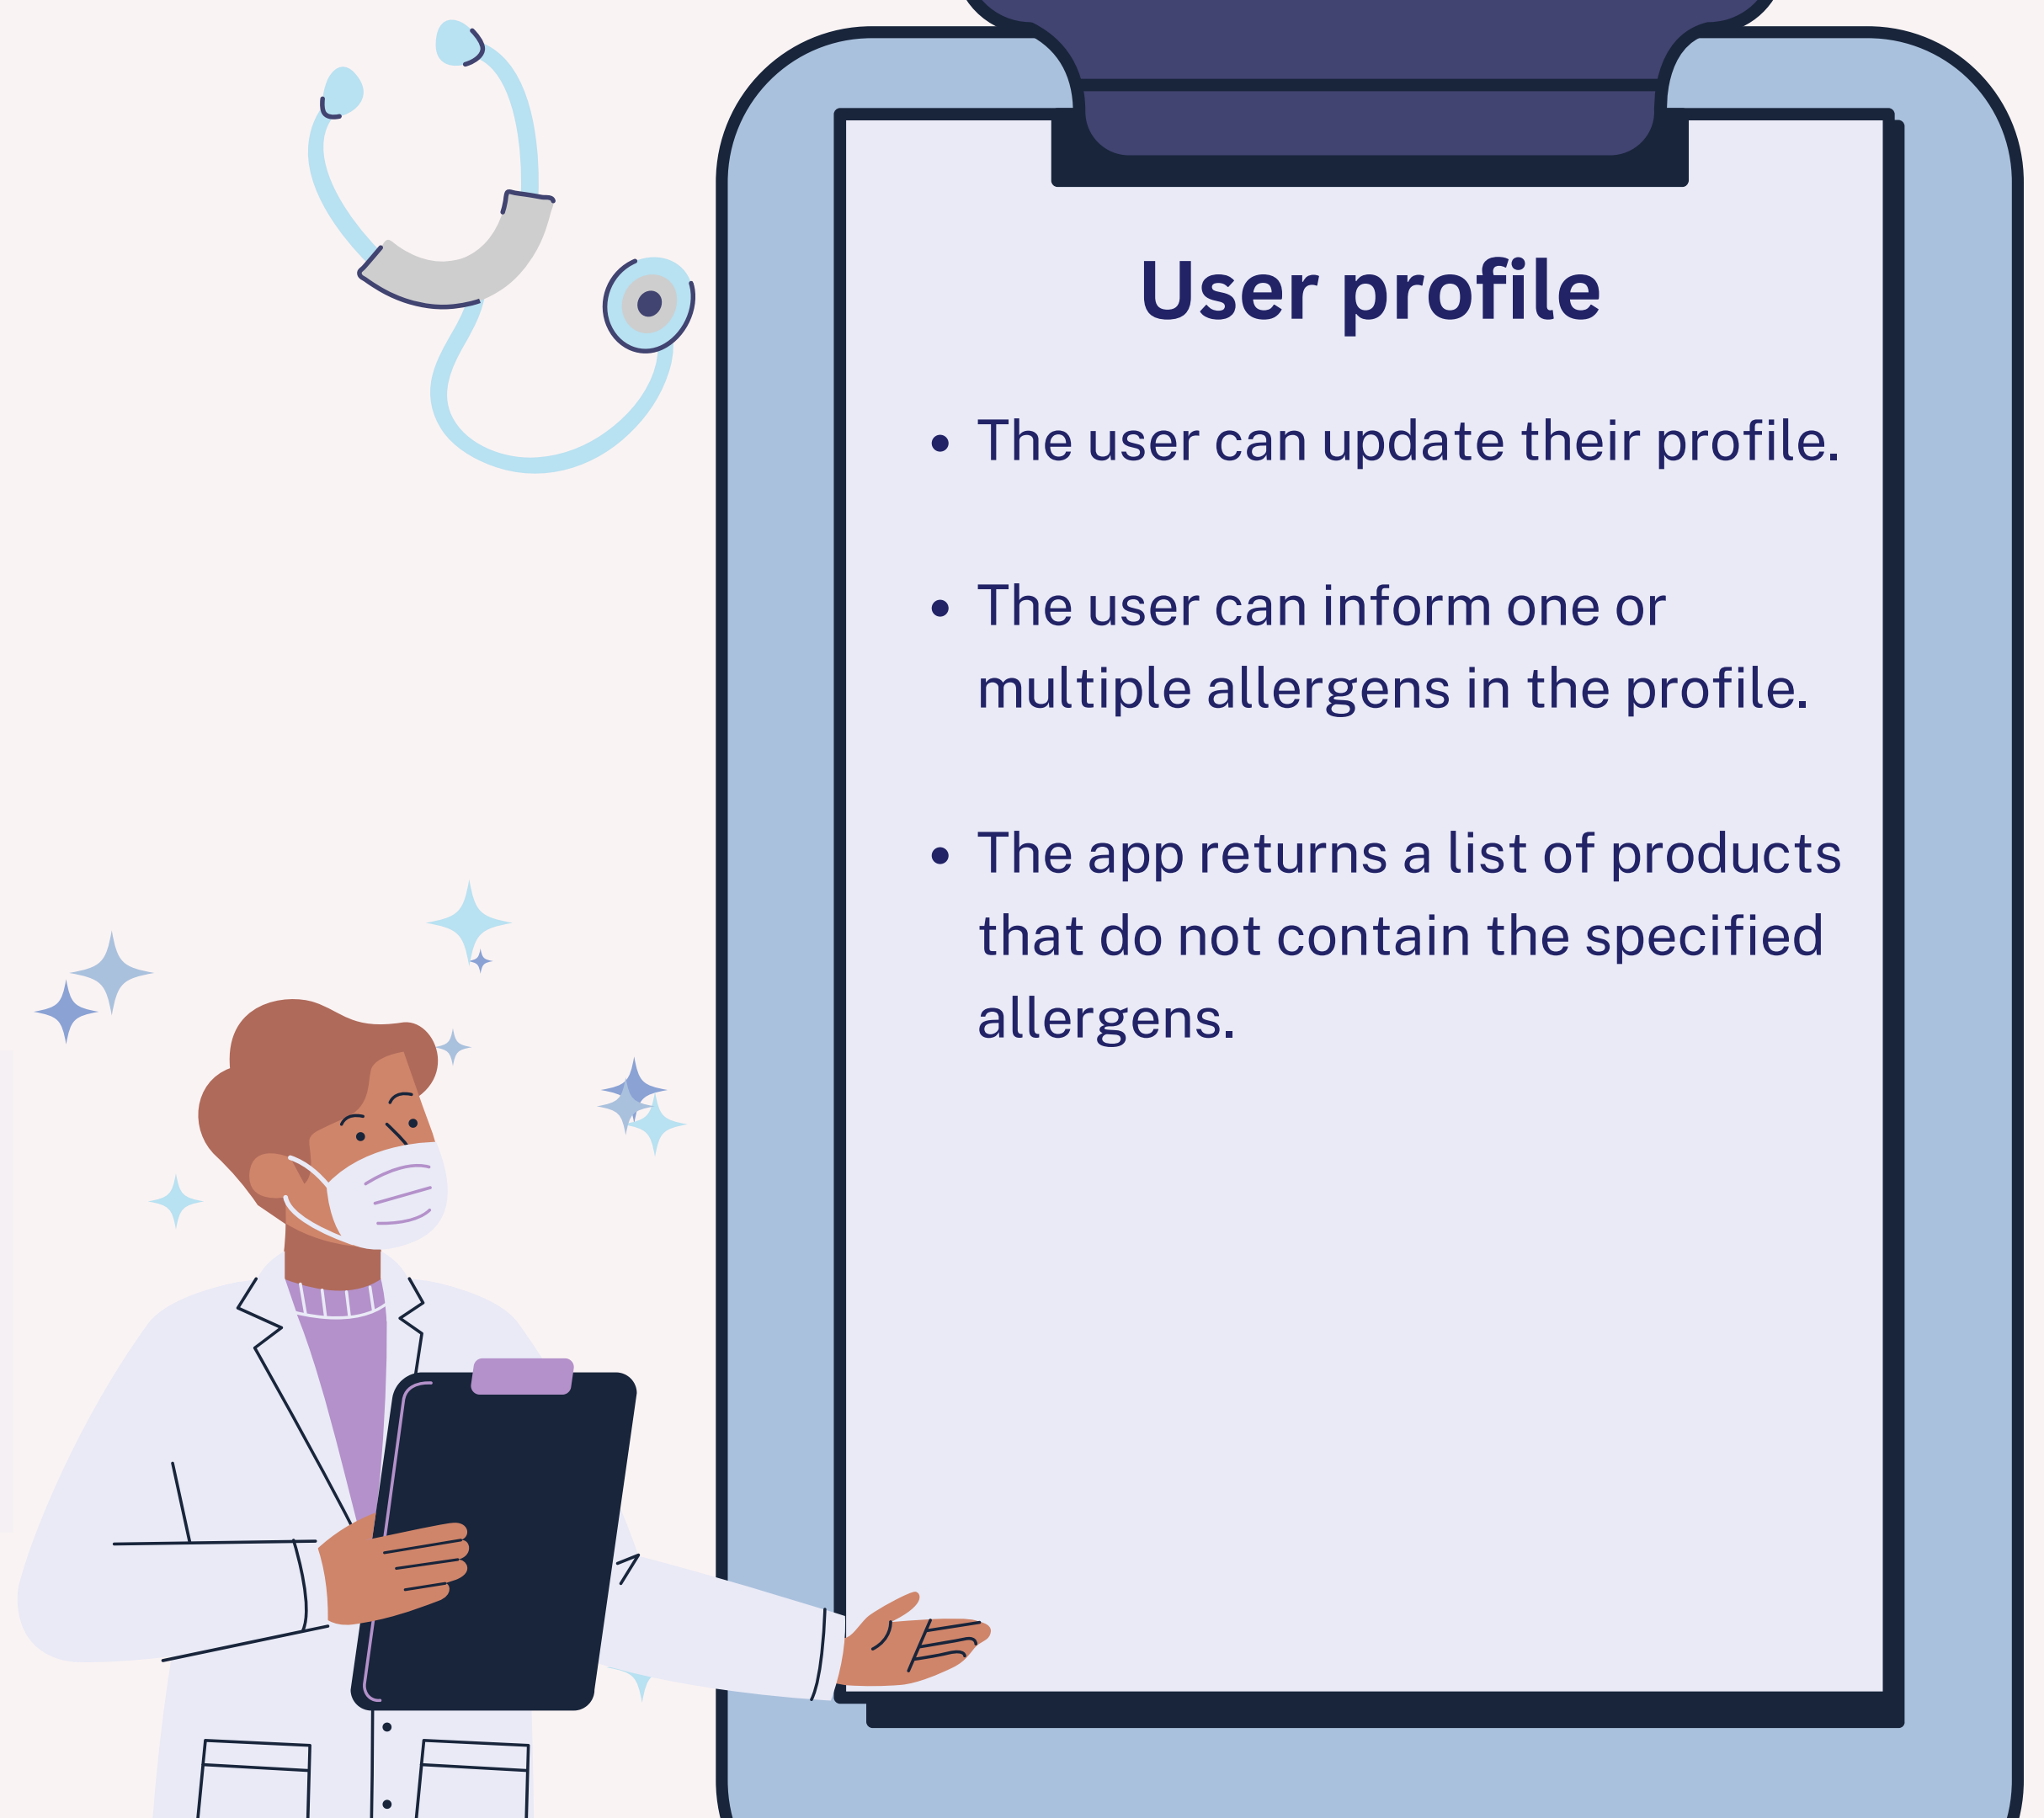 User profile
• The user can update their profile.
• The user can inform one or
multiple allergens in the profile.
• The app returns a list of products
that do not contain the specified
allergens.